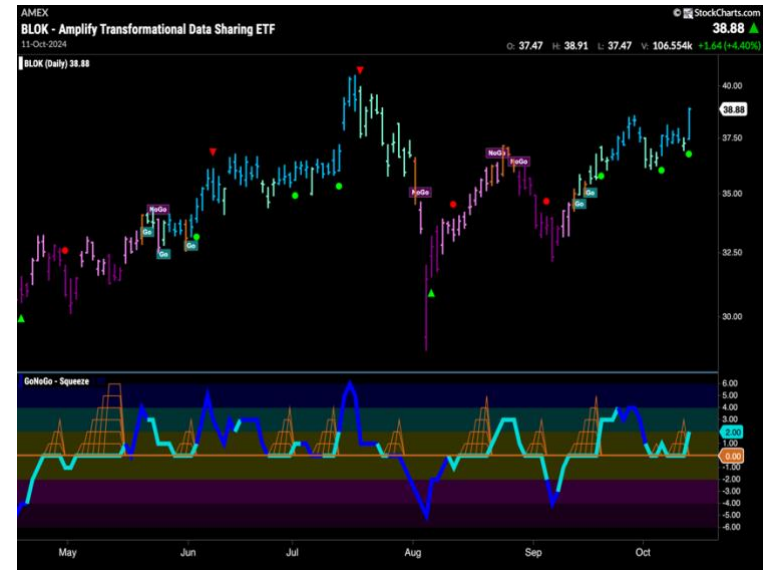 AMEX
© StockCharts.com
BLOK - Amplify Transformational Data Sharing ETF
38.88
11-Oct-2024
O: 37.47 H: 38.91 L: 37.47 V: 106.554k +1.64 (+4.40%)
BLOK (Daily) 38.88
40.00
38.88
37.50
35.00
32.50
30.00
NoGo
Go
Go
Go
NoGo
NoGo
NoGo
Go
Go
GoNoGo - Squeeze
6.00
5.00
4.00
3.00
2.00
1.00
0.00
-1.00
-2.00
-3.00
-4.00
-5.00
-6.00
May Jun Jul Aug Sep Oct